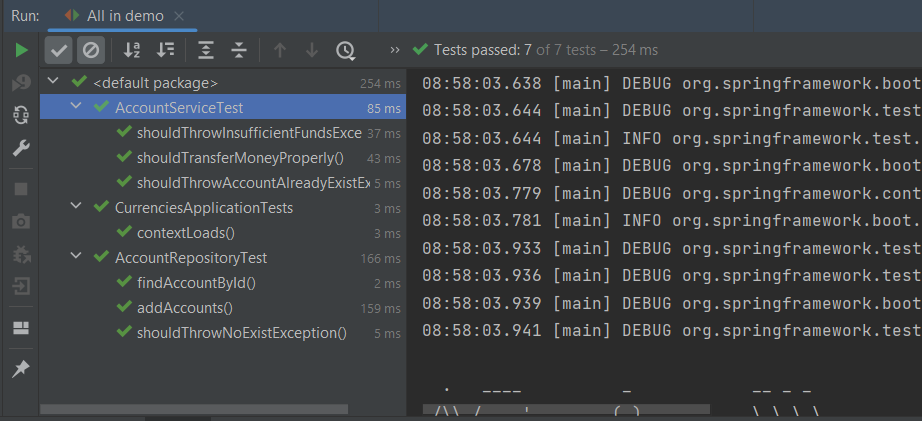 Run: All in demo
Tests passed: 7 of 7 tests – 254 ms
<default package> 254 ms
AccountServiceTest 85 ms
shouldThrowInsufficientFundsExce 37 ms
shouldTransferMoneyProperly() 43 ms
shouldThrowAccountAlreadyExistEx 5 ms
CurrenciesApplicationTests 3 ms
contextLoads() 3 ms
AccountRepositoryTest 166 ms
findAccountById() 2 ms
addAccounts() 159 ms
shouldThrowNoExistException() 5 ms
08:58:03.638 [main] DEBUG org.springframework.boot
08:58:03.644 [main] DEBUG org.springframework.test
08:58:03.644 [main] INFO org.springframework.test.
08:58:03.678 [main] DEBUG org.springframework.boot
08:58:03.779 [main] DEBUG org.springframework.cont
08:58:03.781 [main] INFO org.springframework.boot.
08:58:03.933 [main] DEBUG org.springframework.test
08:58:03.936 [main] DEBUG org.springframework.test
08:58:03.939 [main] DEBUG org.springframework.boot
08:58:03.941 [main] DEBUG org.springframework.test